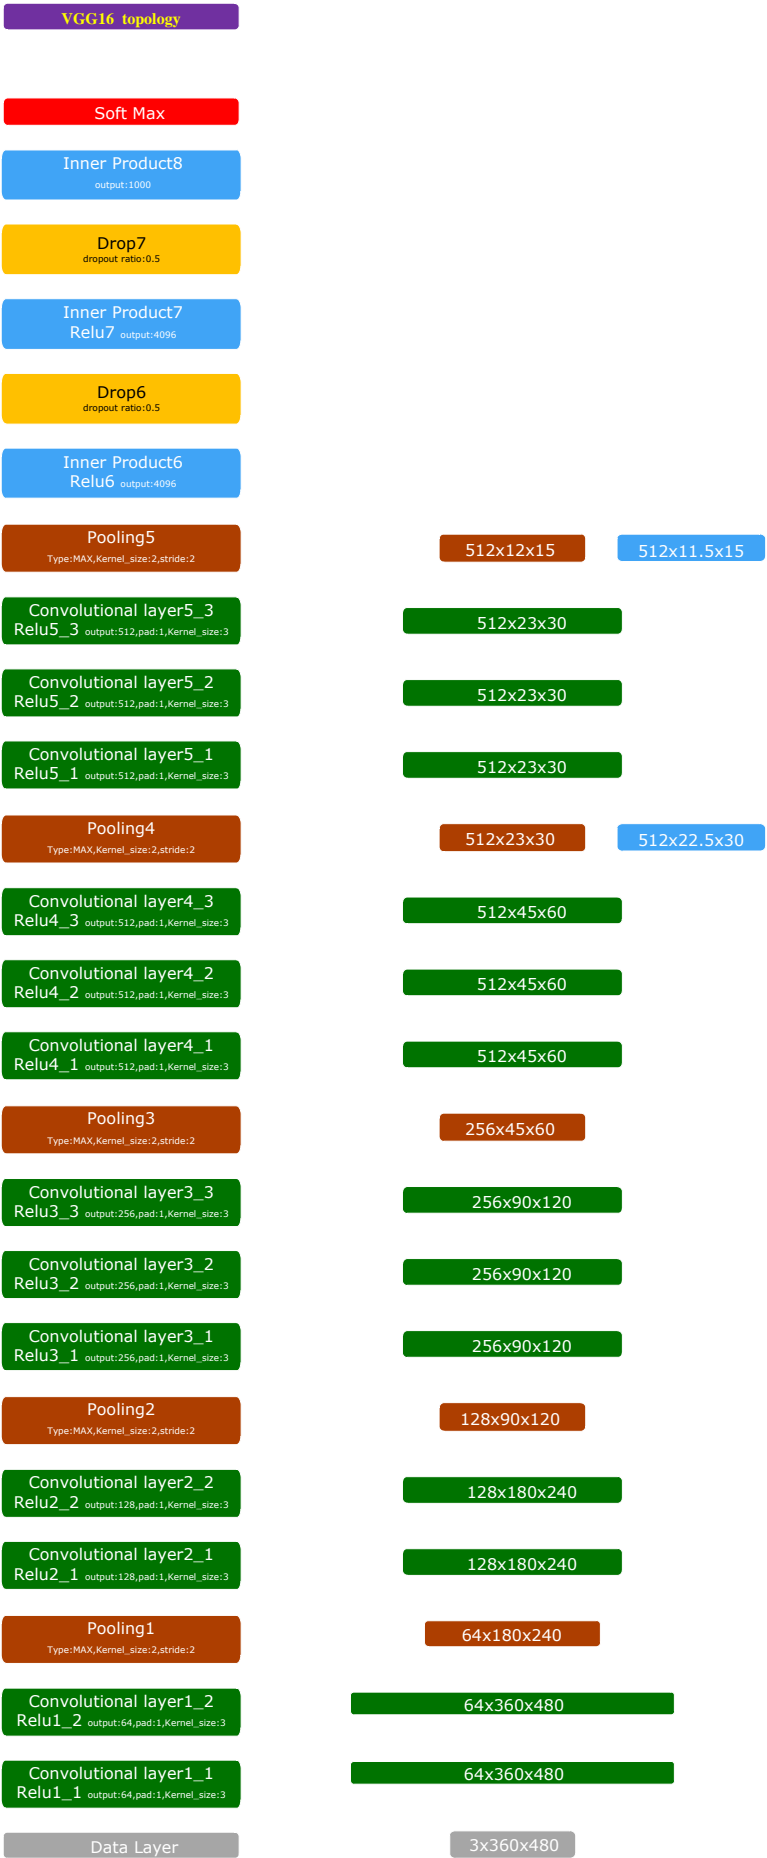 VGG16 topology
Soft Max
Inner Product8
output:1000
Drop7
dropout ratio:0.5
Inner Product7
Relu7 output:4096
Drop6
dropout ratio:0.5
Inner Product6
Relu6 output:4096
Pooling5
Type:MAX,Kernel_size:2,stride:2
512x12x15
512x11.5x15
Convolutional layer5_3
Relu5_3 output:512,pad:1,Kernel_size:3
512x23x30
Convolutional layer5_2
Relu5_2 output:512,pad:1,Kernel_size:3
512x23x30
Convolutional layer5_1
Relu5_1 output:512,pad:1,Kernel_size:3
512x23x30
Pooling4
Type:MAX,Kernel_size:2,stride:2
512x23x30
512x22.5x30
Convolutional layer4_3
Relu4_3 output:512,pad:1,Kernel_size:3
512x45x60
Convolutional layer4_2
Relu4_2 output:512,pad:1,Kernel_size:3
512x45x60
Convolutional layer4_1
Relu4_1 output:512,pad:1,Kernel_size:3
512x45x60
Pooling3
Type:MAX,Kernel_size:2,stride:2
256x45x60
Convolutional layer3_3
Relu3_3 output:256,pad:1,Kernel_size:3
256x90x120
Convolutional layer3_2
Relu3_2 output:256,pad:1,Kernel_size:3
256x90x120
Convolutional layer3_1
Relu3_1 output:256,pad:1,Kernel_size:3
256x90x120
Pooling2
Type:MAX,Kernel_size:2,stride:2
128x90x120
Convolutional layer2_2
Relu2_2 output:128,pad:1,Kernel_size:3
128x180x240
Convolutional layer2_1
Relu2_1 output:128,pad:1,Kernel_size:3
128x180x240
Pooling1
Type:MAX,Kernel_size:2,stride:2
64x180x240
Convolutional layer1_2
Relu1_2 output:64,pad:1,Kernel_size:3
64x360x480
Convolutional layer1_1
Relu1_1 output:64,pad:1,Kernel_size:3
64x360x480
Data Layer
3x360x480